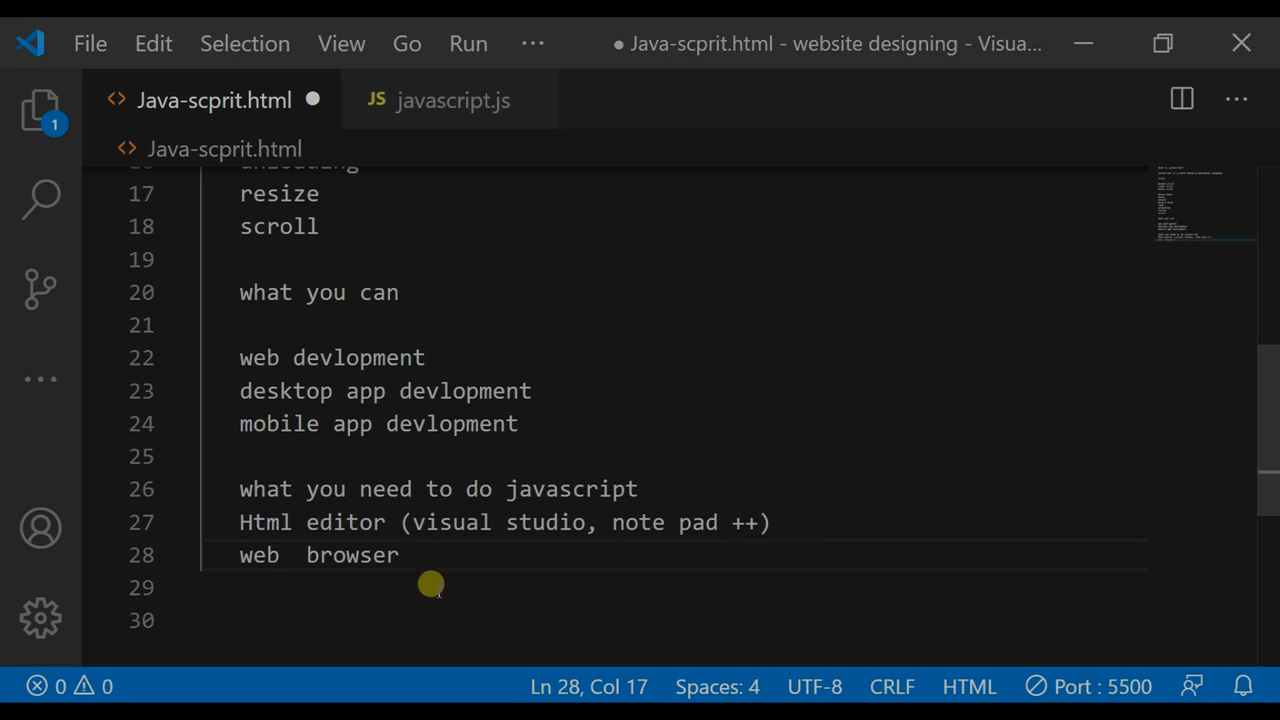 File Edit Selection View Go Run ··· ● Java-scprit.html - website designing - Visua...
<> Java-scprit.html ● JS javascript.js
<> Java-scprit.html
1
17 resize
18 scroll
19
20 what you can
21
22 web devlopment
23 desktop app devlopment
24 mobile app devlopment
25
26 what you need to do javascript
27 Html editor (visual studio, note pad ++)
28 web  browser
29
30
0 0 Ln 28, Col 17 Spaces: 4 UTF-8 CRLF HTML Port : 5500